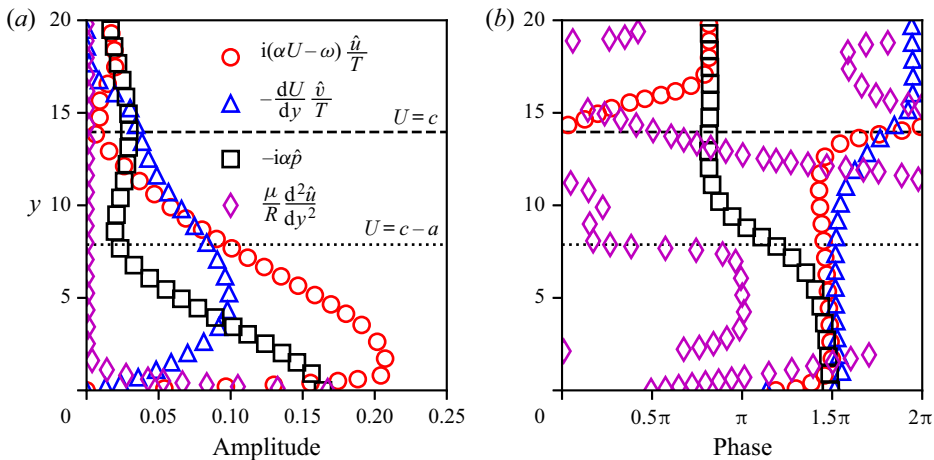 (a)
20
15
10
5
0
y
0.05
0.10
0.15
0.20
0.25
Amplitude
i(αU−ω) û/T
−dU/dy v̂/T
−iαp̂
μ/R d²û/dy²
U=c
U=c−a
(b)
20
15
10
5
0
0.5π
π
1.5π
2π
Phase